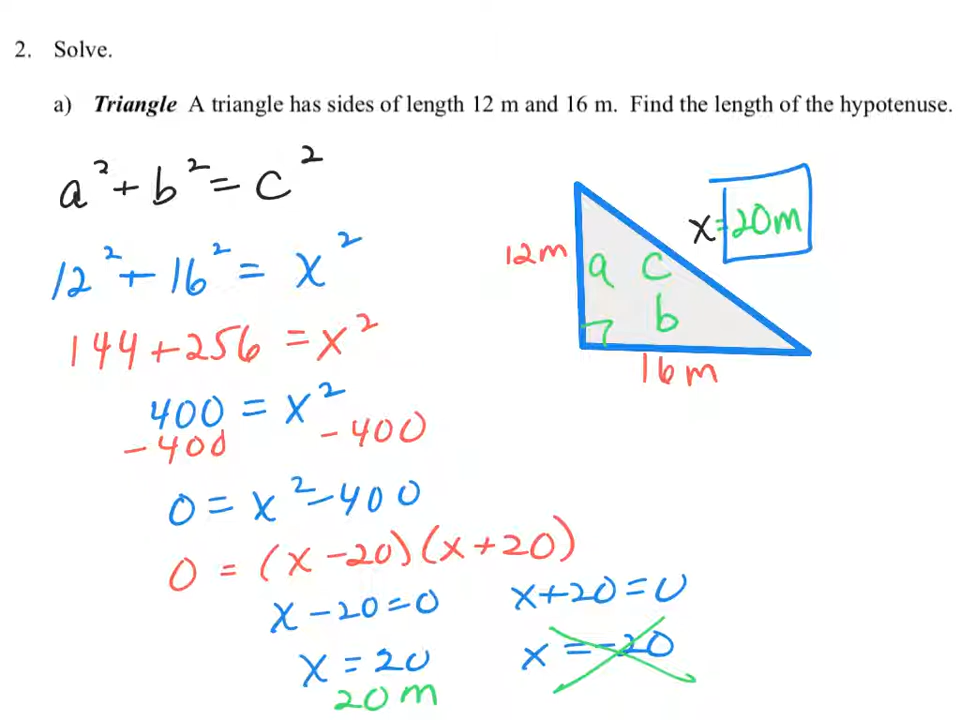 2. Solve.
a) Triangle A triangle has sides of length 12 m and 16 m. Find the length of the hypotenuse.
a² + b² = c²
12² + 16² = x²
144 + 256 = x²
400 = x²
-400 -400
0 = x² - 400
0 = (x - 20)(x + 20)
x - 20 = 0 x + 20 = 0
x = 20 x = -20
20 m
x = 20m
12m a c
b
16 m